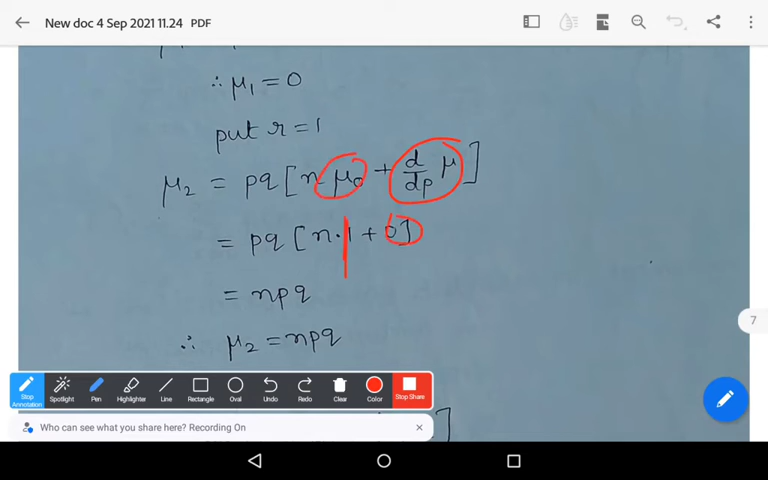 New doc 4 Sep 2021 11.24 PDF
∴ μ₁ = 0
put r = 1
μ₂ = pq [ n μ₀ + d/dp μ ]
= pq [ n · 1 + 0 ]
= npq
7
∴ μ₂ = npq
Stop Annotation Spotlight Pen Highlighter Line Rectangle Oval Undo Redo Clear Color Stop Share
Who can see what you share here? Recording On
]